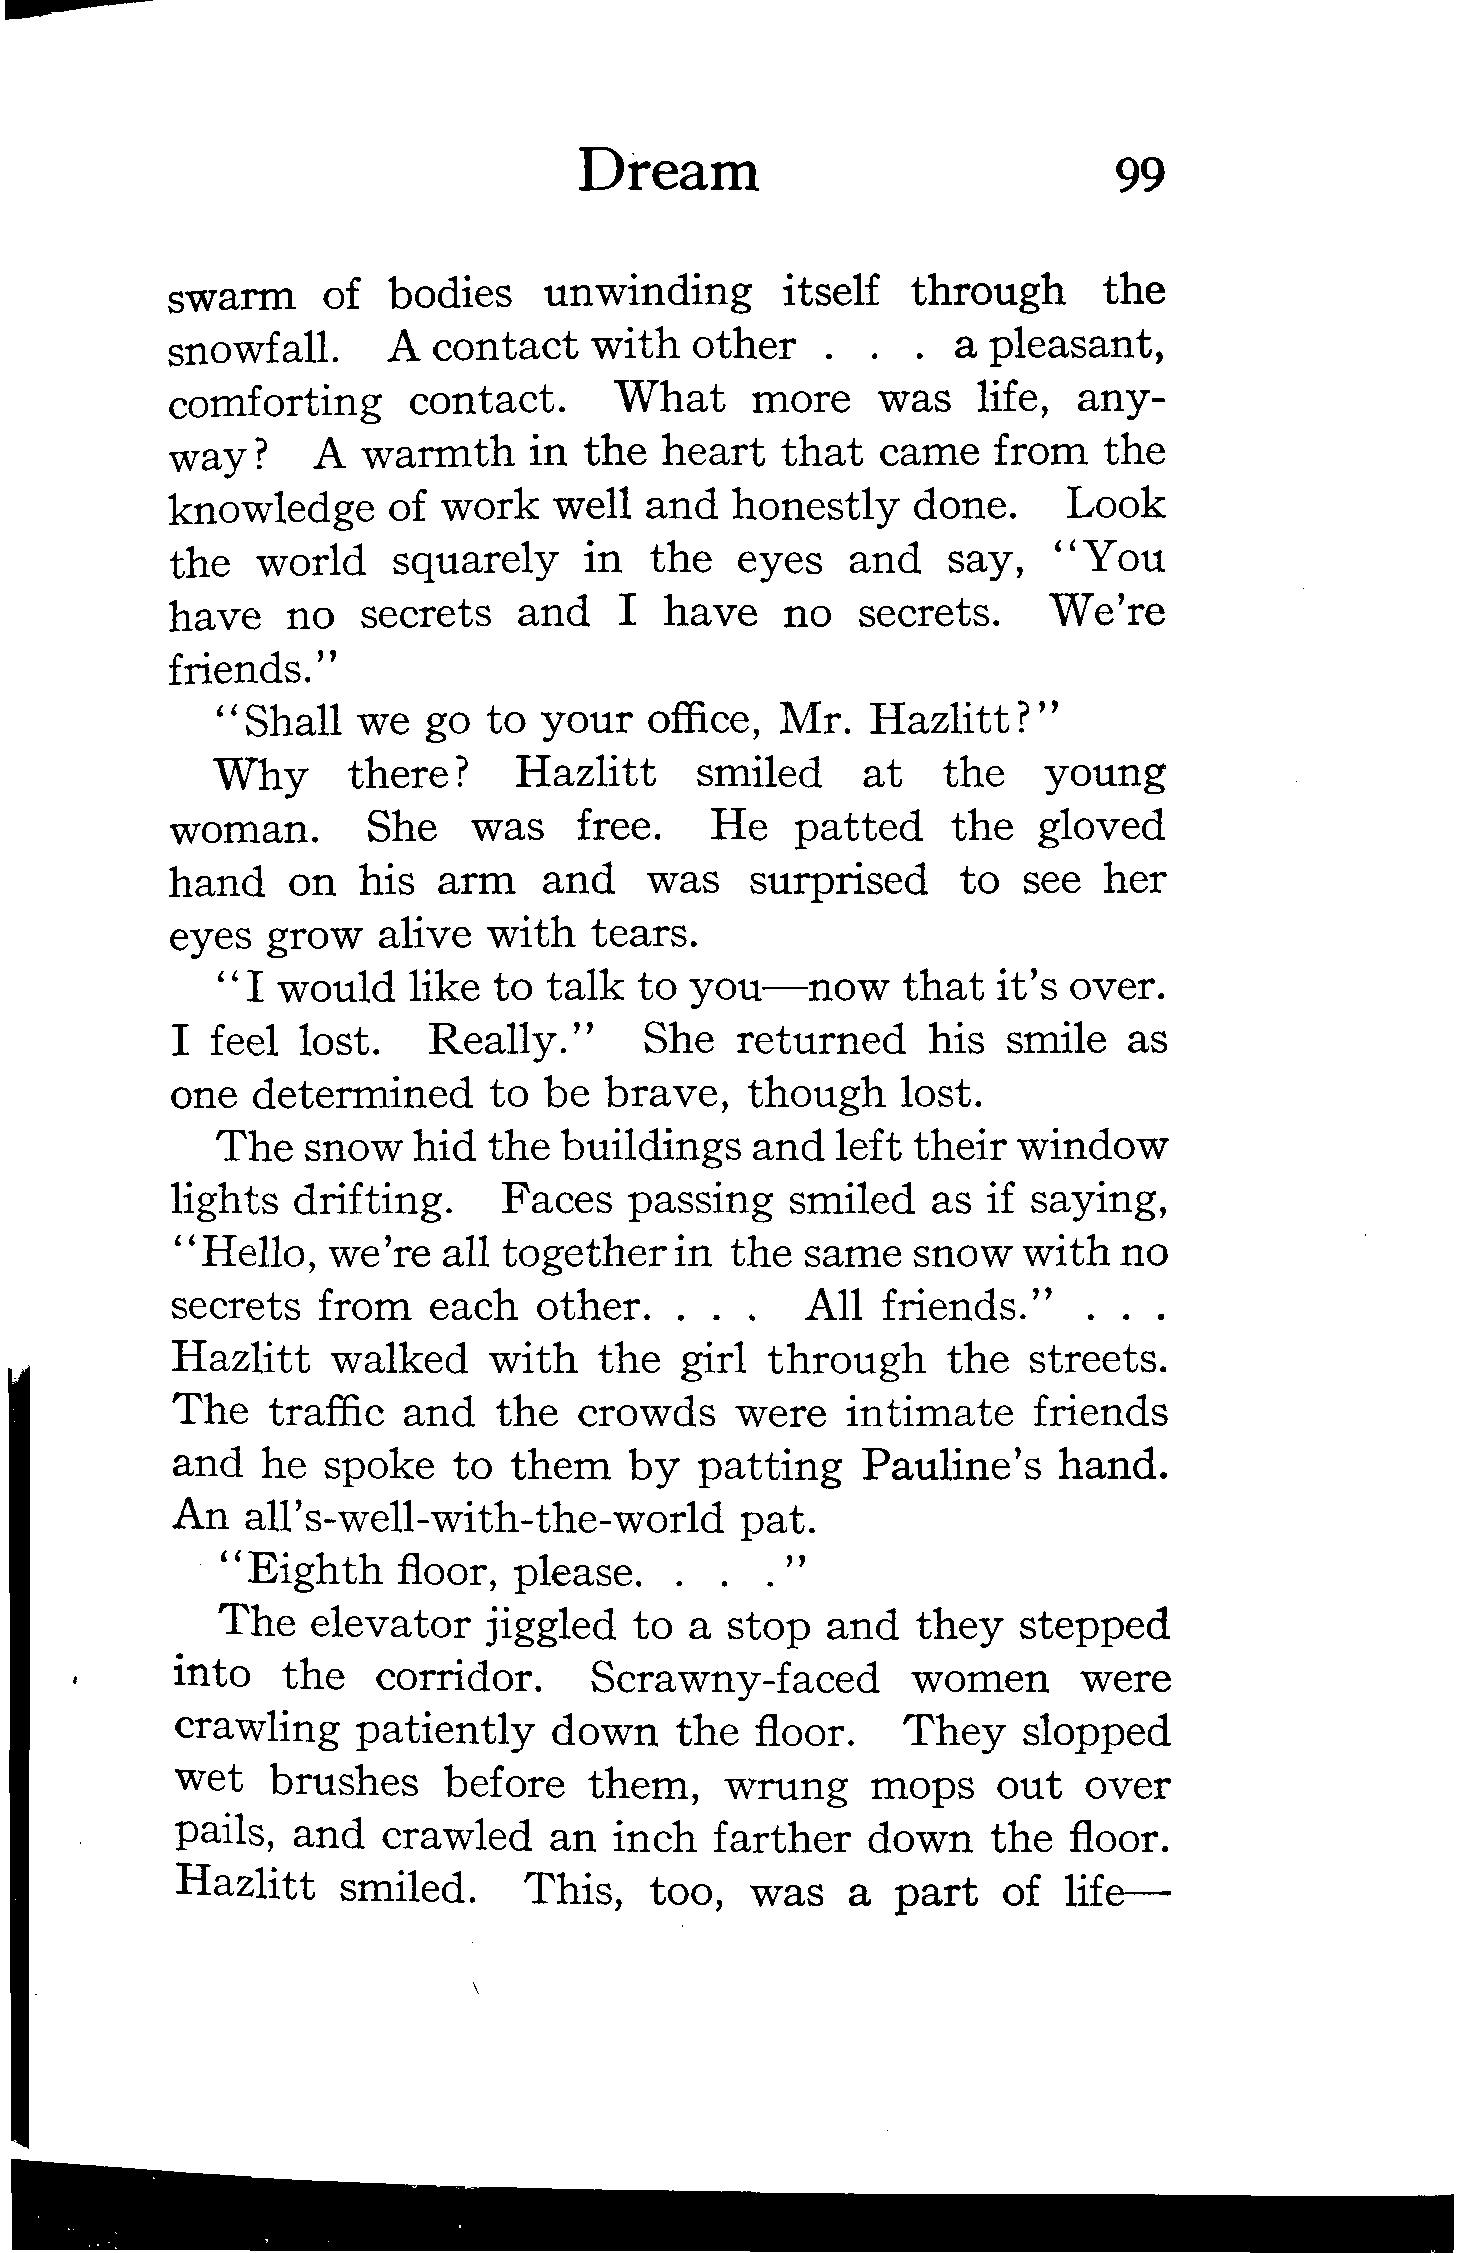 Dream 99
swarm of bodies unwinding itself through the
snowfall. A contact with other . . . a pleasant,
comforting contact. What more was life, any-
way? A warmth in the heart that came from the
knowledge of work well and honestly done. Look
the world squarely in the eyes and say, "You
have no secrets and I have no secrets. We're
friends."
"Shall we go to your office, Mr. Hazlitt?"
Why there? Hazlitt smiled at the young
woman. She was free. He patted the gloved
hand on his arm and was surprised to see her
eyes grow alive with tears.
"I would like to talk to you—now that it's over.
I feel lost. Really." She returned his smile as
one determined to be brave, though lost.
The snow hid the buildings and left their window
lights drifting. Faces passing smiled as if saying,
"Hello, we're all together in the same snow with no
secrets from each other. . . . All friends." . . .
Hazlitt walked with the girl through the streets.
The traffic and the crowds were intimate friends
and he spoke to them by patting Pauline's hand.
An all's-well-with-the-world pat.
"Eighth floor, please. . . ."
The elevator jiggled to a stop and they stepped
into the corridor. Scrawny-faced women were
crawling patiently down the floor. They slopped
wet brushes before them, wrung mops out over
pails, and crawled an inch farther down the floor.
Hazlitt smiled. This, too, was a part of life—